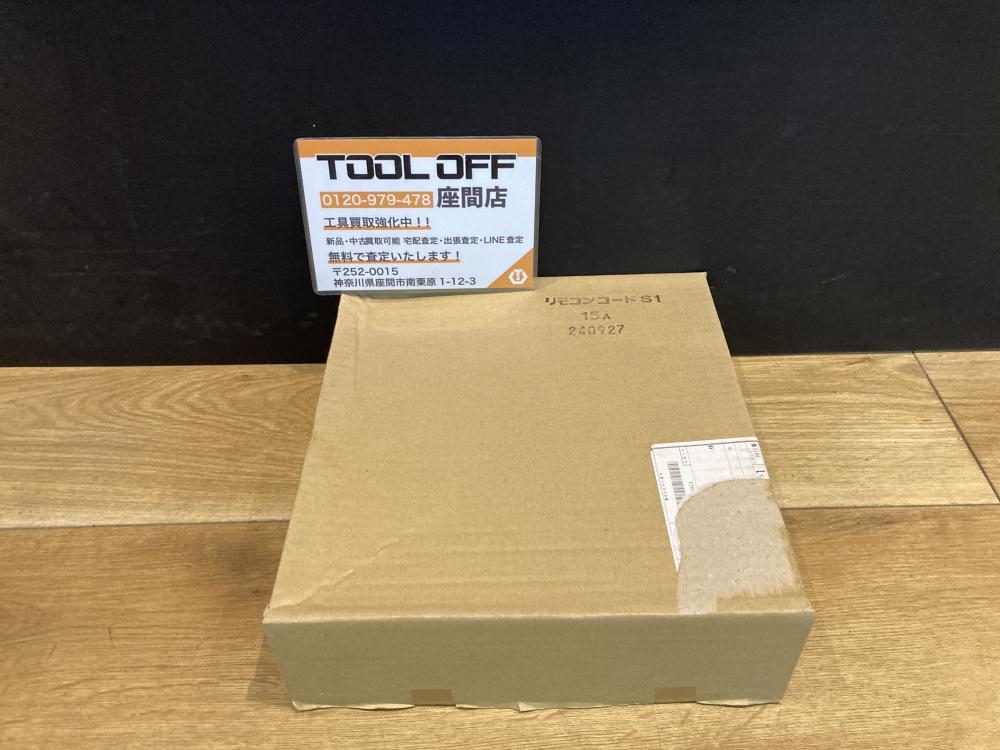 TOOL OFF
0120-979-478 座間店
工具買取強化中!!
新品・中古買取可能 宅配査定・出張査定・LINE査定
無料で査定いたします!
〒252-0015
神奈川県座間市南栗原 1-12-3
リモコンコード S1
15A
240927